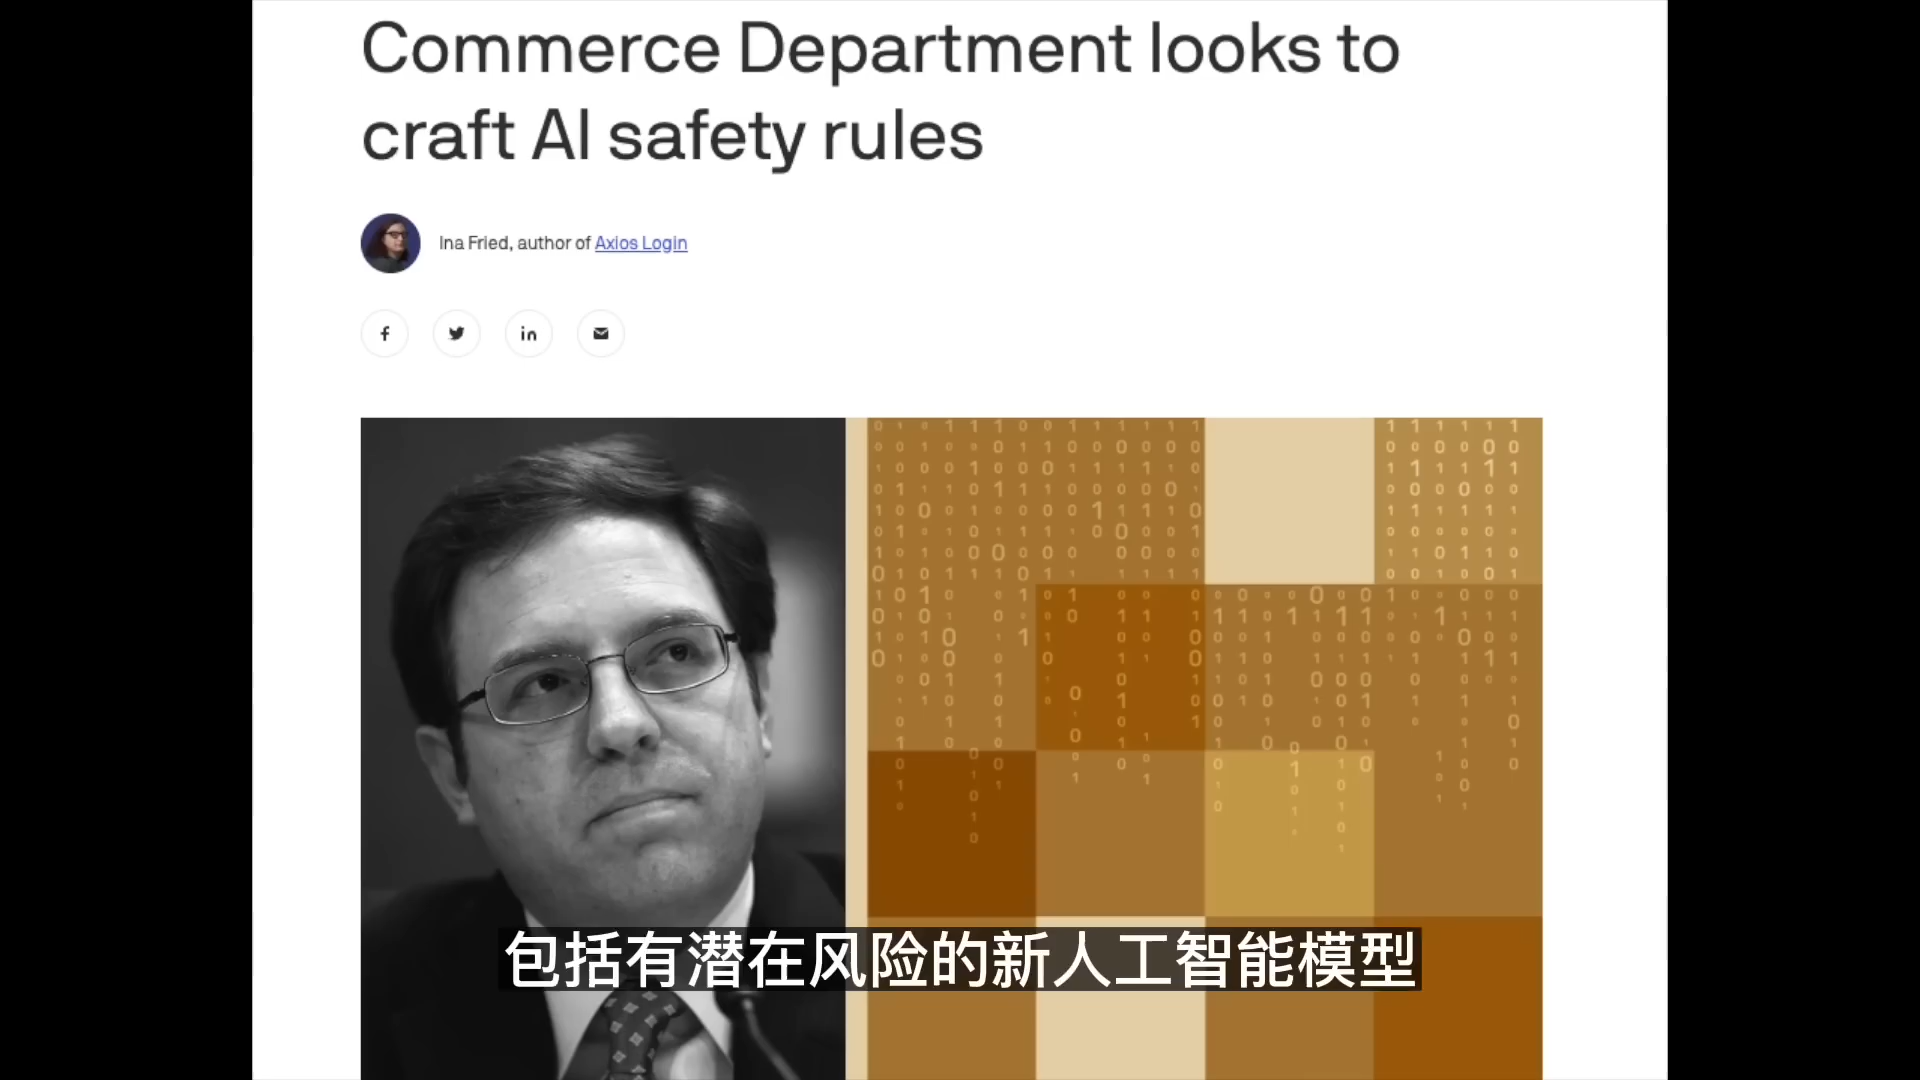 Commerce Department looks to
craft AI safety rules
Ina Fried, author of Axios Login
包括有潜在风险的新人工智能模型